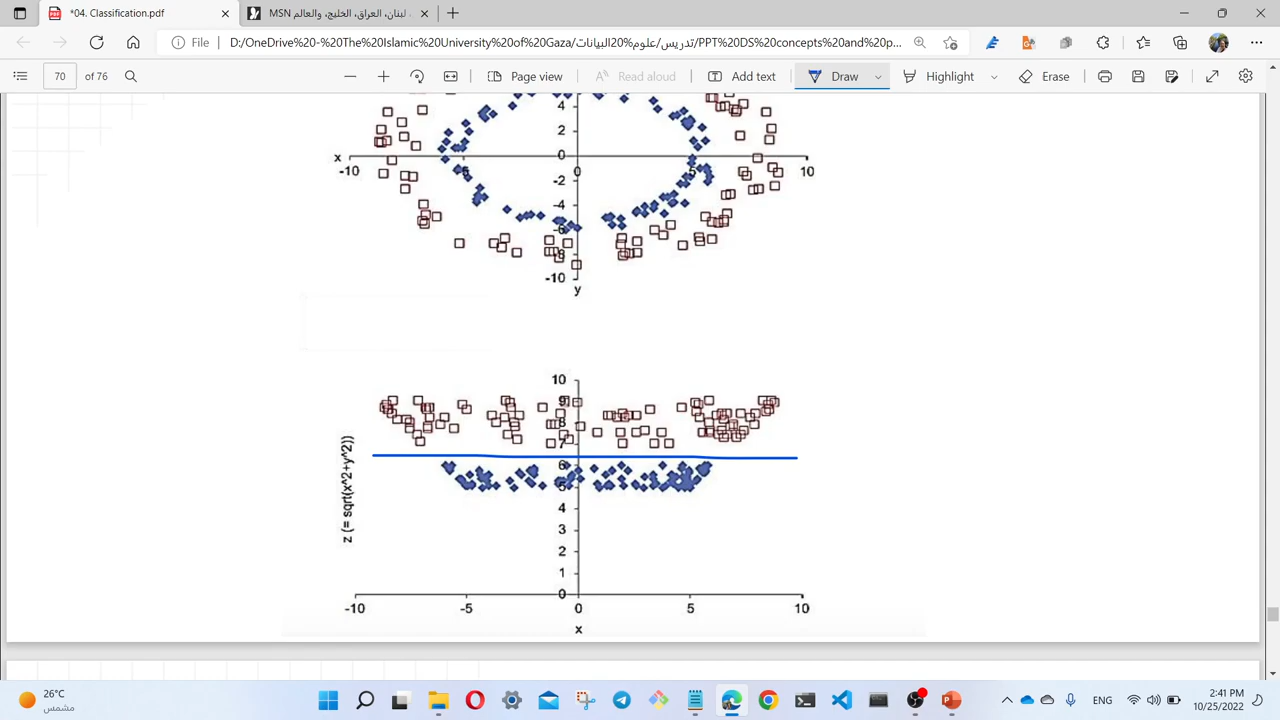 *04. Classification.pdf
MSN لبنان، العراق، الخليج، والعالم
File
D:/OneDrive%20-%20The%20Islamic%20University%20of%20Gaza/تدريس/علوم%20البيانات/PPT%20DS%20concepts%20and%20p...
70 of 76
Page view
Read aloud
Add text
Draw
Highlight
Erase
4
2
x
0
-10
-5
0
5
10
-2
-4
-6
-8
-10
y
10
9
8
7
6
5
4
3
2
1
0
z (= sqrt(x^2+y^2))
-10
-5
0
5
10
x
26°C
مشمس
ENG
2:41 PM
10/25/2022